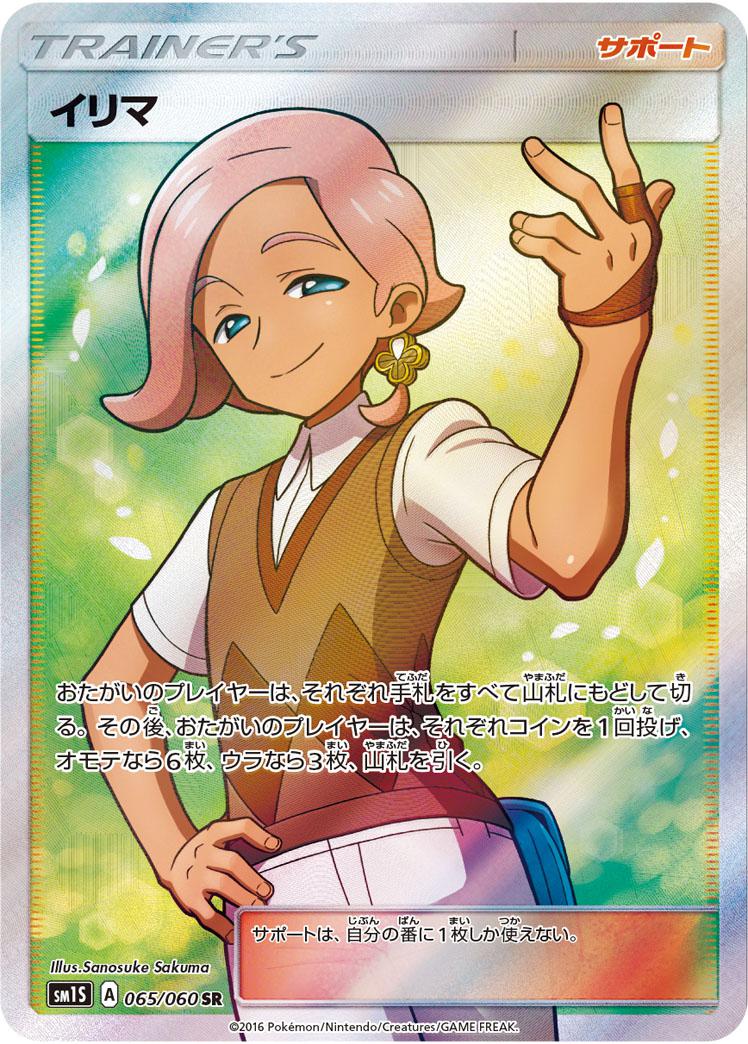 TRAINER'S サポート
イリマ
おたがいのプレイヤーは、それぞれ手札をすべて山札にもどして切
る。その後、おたがいのプレイヤーは、それぞれコインを1回投げ、
オモテなら6枚、ウラなら3枚、山札を引く。
サポートは、自分の番に1枚しか使えない。
Illus.Sanosuke Sakuma
SM1S A 065/060 SR
©2016 Pokémon/Nintendo/Creatures/GAME FREAK.